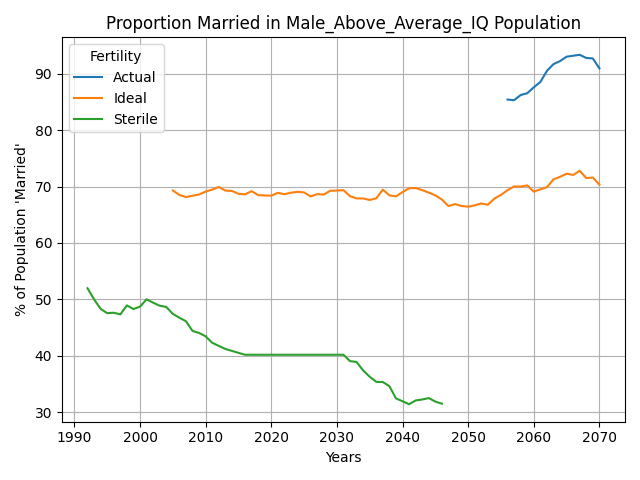 Proportion Married in Male_Above_Average_IQ Population
Fertility
Actual
Ideal
Sterile
% of Population 'Married'
90
80
70
60
50
40
30
1990 2000 2010 2020 2030 2040 2050 2060 2070
Years